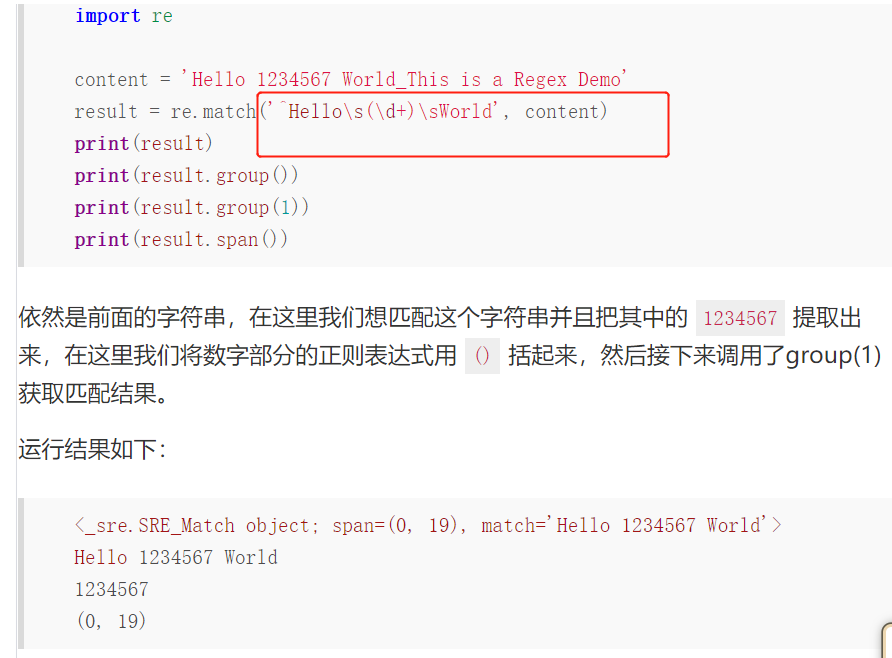 import re
content = 'Hello 1234567 World_This is a Regex Demo'
result = re.match('^Hello\s(\d+)\sWorld', content)
print(result)
print(result.group())
print(result.group(1))
print(result.span())
依然是前面的字符串，在这里我们想匹配这个字符串并且把其中的 1234567 提取出
来，在这里我们将数字部分的正则表达式用 () 括起来，然后接下来调用了group(1)
获取匹配结果。
运行结果如下：
<_sre.SRE_Match object; span=(0, 19), match='Hello 1234567 World'>
Hello 1234567 World
1234567
(0, 19)